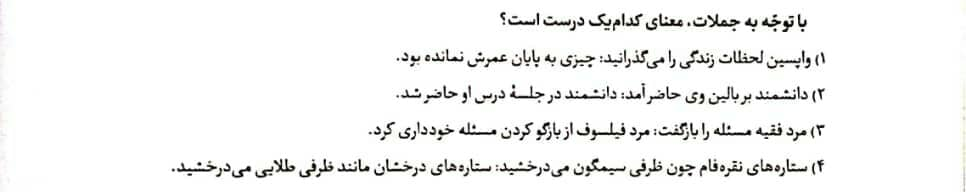 با توجّه به جملات، معنای کدام‌یک درست است؟
۱) واپسین لحظات زندگی را می‌گذرانید: چیزی به پایان عمرش نمانده بود.
۲) دانشمند بر بالین وی حاضر آمد: دانشمند در جلسهٔ درس او حاضر شد.
۳) مرد فقیه مسئله را بازگفت: مرد فیلسوف از بازگو کردن مسئله خودداری کرد.
۴) ستاره‌های نقره‌فام چون ظرفی سیمگون می‌درخشید: ستاره‌های درخشان مانند ظرفی طلایی می‌درخشید.